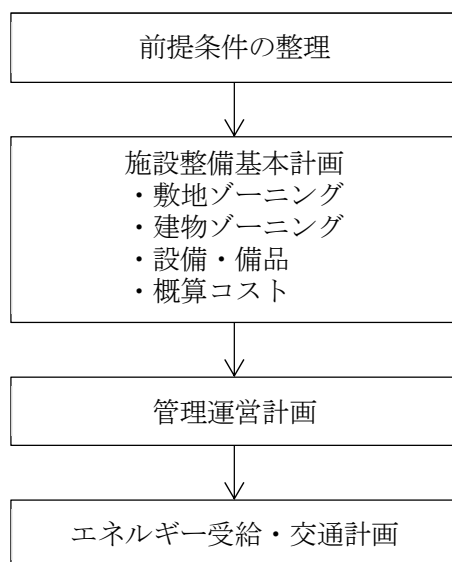 前提条件の整理
施設整備基本計画
・敷地ゾーニング
・建物ゾーニング
・設備・備品
・概算コスト
管理運営計画
エネルギー受給・交通計画